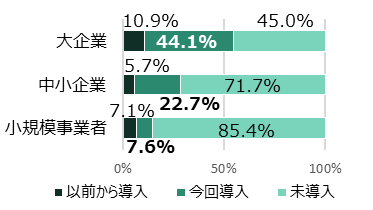 10.9% 45.0%
大企業 44.1%
5.7%
中小企業 71.7%
22.7%
7.1%
小規模事業者 85.4%
7.6%
0% 50% 100%
以前から導入 今回導入 未導入